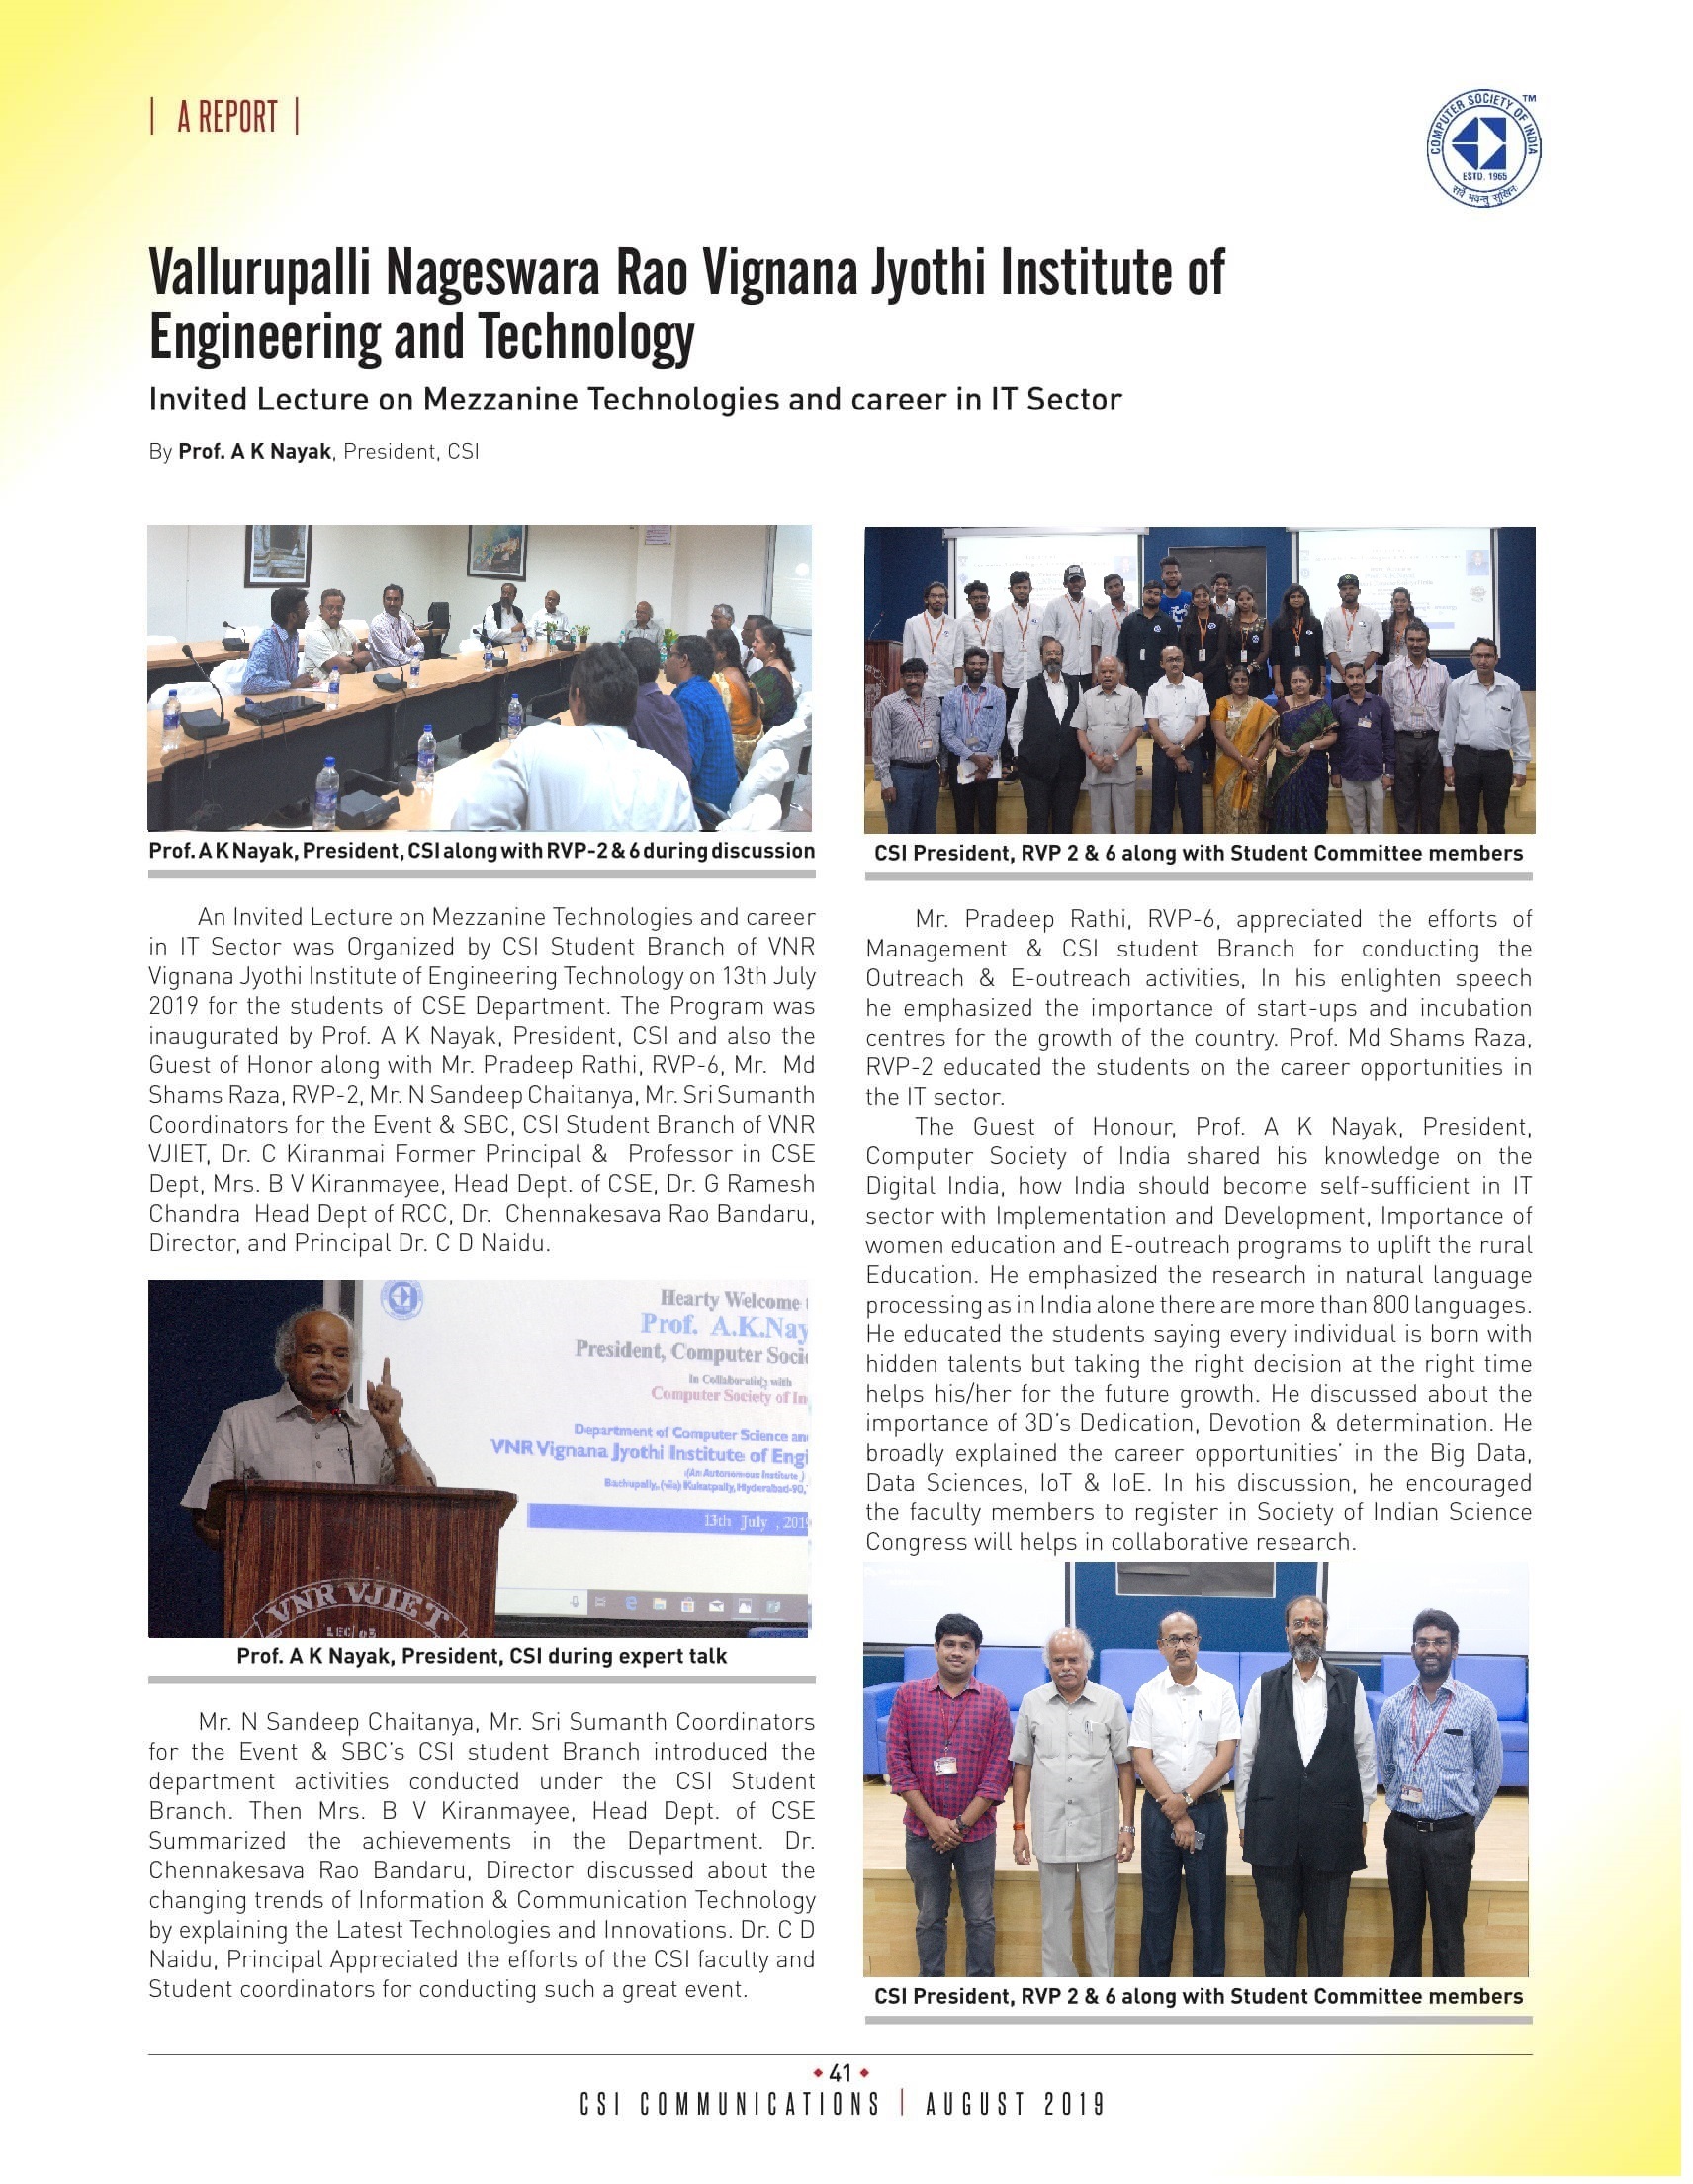 | A REPORT |
COMPUTER SOCIETY OF INDIA
TM
ESTD. 1965
सर्वे भवन्तु सुखिनः
Vallurupalli Nageswara Rao Vignana Jyothi Institute of
Engineering and Technology
Invited Lecture on Mezzanine Technologies and career in IT Sector
By Prof. A K Nayak, President, CSI
Prof. A K Nayak, President, CSI along with RVP-2 & 6 during discussion
An Invited Lecture on Mezzanine Technologies and career
in IT Sector was Organized by CSI Student Branch of VNR
Vignana Jyothi Institute of Engineering Technology on 13th July
2019 for the students of CSE Department. The Program was
inaugurated by Prof. A K Nayak, President, CSI and also the
Guest of Honor along with Mr. Pradeep Rathi, RVP-6, Mr. Md
Shams Raza, RVP-2, Mr. N Sandeep Chaitanya, Mr. Sri Sumanth
Coordinators for the Event & SBC, CSI Student Branch of VNR
VJIET, Dr. C Kiranmai Former Principal & Professor in CSE
Dept, Mrs. B V Kiranmayee, Head Dept. of CSE, Dr. G Ramesh
Chandra Head Dept of RCC, Dr. Chennakesava Rao Bandaru,
Director, and Principal Dr. C D Naidu.
Hearty Welcome
Prof. A.K.Nay
President, Computer Soci
In Collaboration with
Computer Society of In
Department of Computer Science an
VNR Vignana Jyothi Institute of Engi
(An Autonomous Institute)
Bachupally, (via) Kukatpally, Hyderabad-90,
13th July , 2019
VNR VJIET
LEC/03
Prof. A K Nayak, President, CSI during expert talk
Mr. N Sandeep Chaitanya, Mr. Sri Sumanth Coordinators
for the Event & SBC's CSI student Branch introduced the
department activities conducted under the CSI Student
Branch. Then Mrs. B V Kiranmayee, Head Dept. of CSE
Summarized the achievements in the Department. Dr.
Chennakesava Rao Bandaru, Director discussed about the
changing trends of Information & Communication Technology
by explaining the Latest Technologies and Innovations. Dr. C D
Naidu, Principal Appreciated the efforts of the CSI faculty and
Student coordinators for conducting such a great event.
CSI President, RVP 2 & 6 along with Student Committee members
Mr. Pradeep Rathi, RVP-6, appreciated the efforts of
Management & CSI student Branch for conducting the
Outreach & E-outreach activities, In his enlighten speech
he emphasized the importance of start-ups and incubation
centres for the growth of the country. Prof. Md Shams Raza,
RVP-2 educated the students on the career opportunities in
the IT sector.
The Guest of Honour, Prof. A K Nayak, President,
Computer Society of India shared his knowledge on the
Digital India, how India should become self-sufficient in IT
sector with Implementation and Development, Importance of
women education and E-outreach programs to uplift the rural
Education. He emphasized the research in natural language
processing as in India alone there are more than 800 languages.
He educated the students saying every individual is born with
hidden talents but taking the right decision at the right time
helps his/her for the future growth. He discussed about the
importance of 3D's Dedication, Devotion & determination. He
broadly explained the career opportunities' in the Big Data,
Data Sciences, IoT & IoE. In his discussion, he encouraged
the faculty members to register in Society of Indian Science
Congress will helps in collaborative research.
CSI President, RVP 2 & 6 along with Student Committee members
41
CSI COMMUNICATIONS | AUGUST 2019